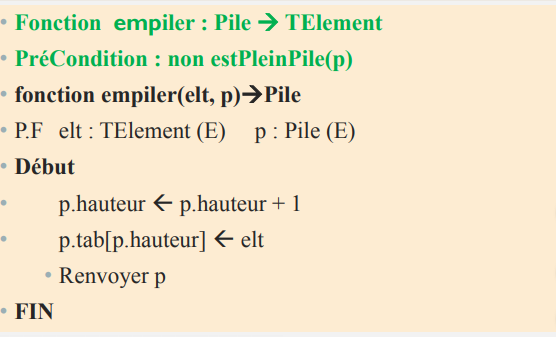 • Fonction empiler : Pile → TElement
• PréCondition : non estPleinPile(p)
• fonction empiler(elt, p)→Pile
• P.F elt : TElement (E) p : Pile (E)
• Début
• p.hauteur ← p.hauteur + 1
• p.tab[p.hauteur] ← elt
• Renvoyer p
• FIN